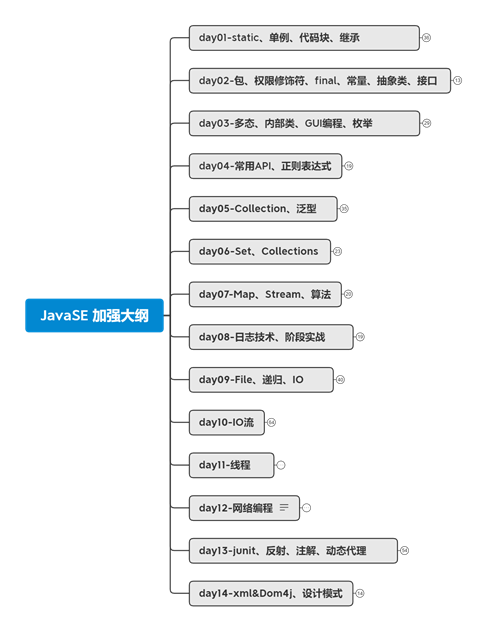 JavaSE 加强大纲
day01-static、单例、代码块、继承
36
day02-包、权限修饰符、final、常量、抽象类、接口
13
day03-多态、内部类、GUI编程、枚举
29
day04-常用API、正则表达式
19
day05-Collection、泛型
35
day06-Set、Collections
23
day07-Map、Stream、算法
20
day08-日志技术、阶段实战
19
day09-File、递归、IO
40
day10-IO流
64
day11-线程
day12-网络编程
day13-junit、反射、注解、动态代理
54
day14-xml&Dom4j、设计模式
14